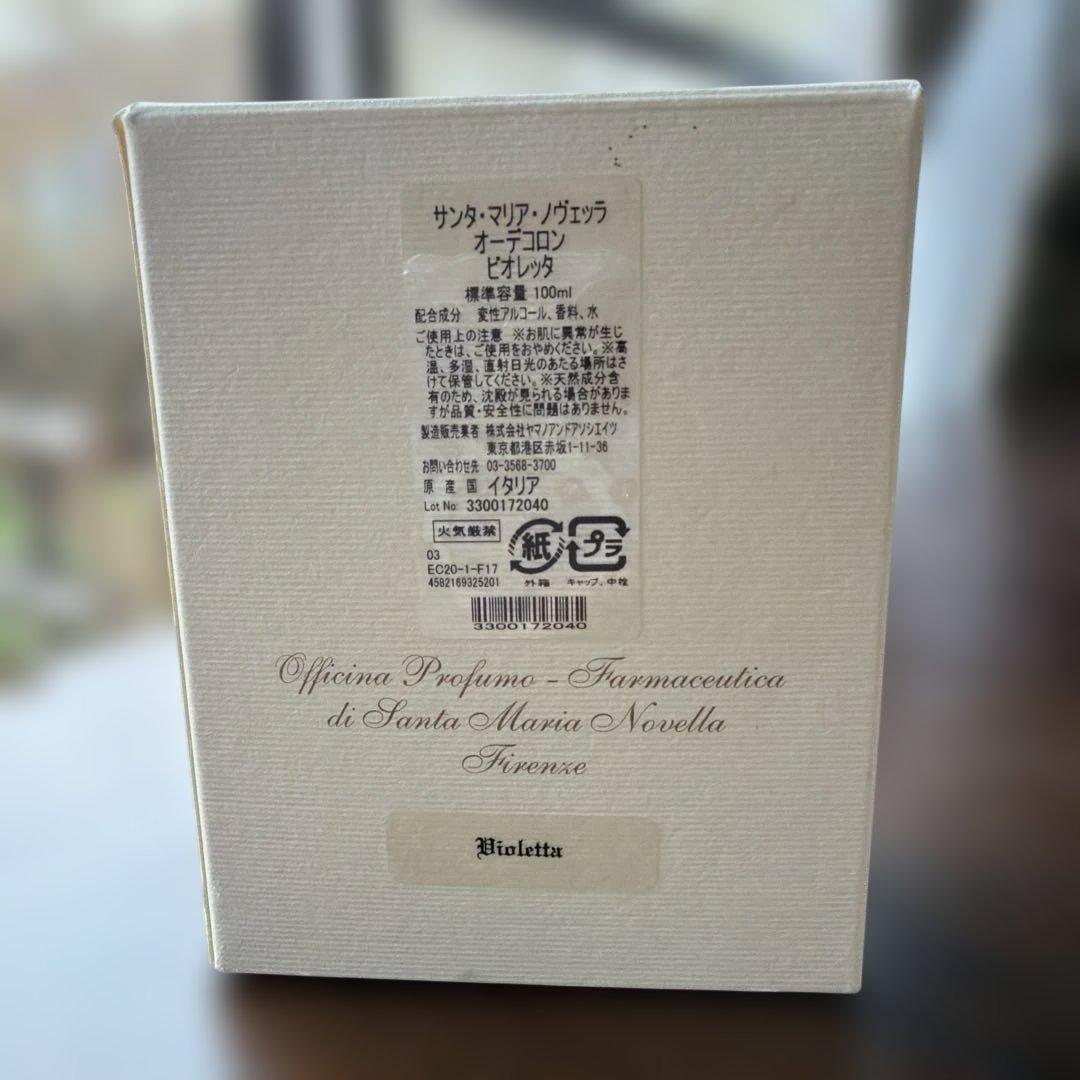 サンタ・マリア・ノヴェッラ
オーデコロン
ビオレッタ
標準容量 100ml
配合成分 変性アルコール、香料、水
ご使用上の注意 ※お肌に異常が生じ
たときは、ご使用をおやめください。※高
温、多湿、直射日光のあたる場所はさ
けて保管してください。※天然成分含
有のため、沈殿が見られる場合がありま
すが品質・安全性に問題はありません。
製造販売業者 株式会社ヤマノアンドアソシエイツ
東京都港区赤坂1-11-36
お問い合わせ先 03-3568-3700
原産国 イタリア
Lot No: 3300172040
火気厳禁
紙
プラ
03
EC20-1-F17
4582169325201
外箱 キャップ、中栓
3300172040
Officina Profumo - Farmaceutica
di Santa Maria Novella
Firenze
Violetta